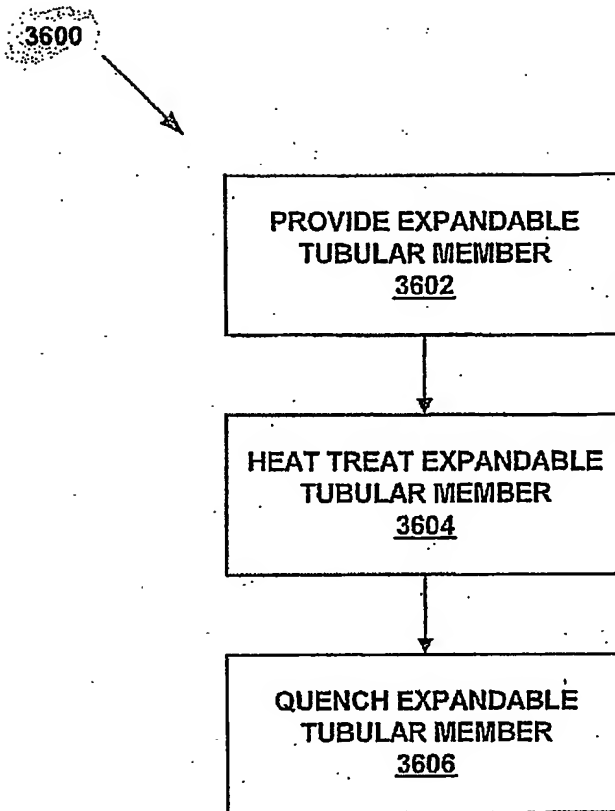 3600
PROVIDE EXPANDABLE
TUBULAR MEMBER
3602
HEAT TREAT EXPANDABLE
TUBULAR MEMBER
3604
QUENCH EXPANDABLE
TUBULAR MEMBER
3606